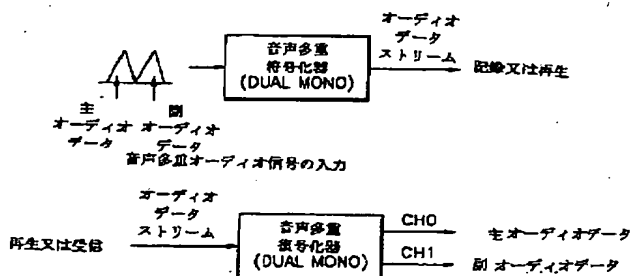 オーディオ
データ
ストリーム
音声多重
符号化器
(DUAL MONO)
記録又は再生
主
オーディオ
データ
副
オーディオ
データ
音声多重オーディオ信号の入力
オーディオ
データ
ストリーム
再生又は受信
音声多重
復号化器
(DUAL MONO)
CH0
主オーディオデータ
CH1
副オーディオデータ